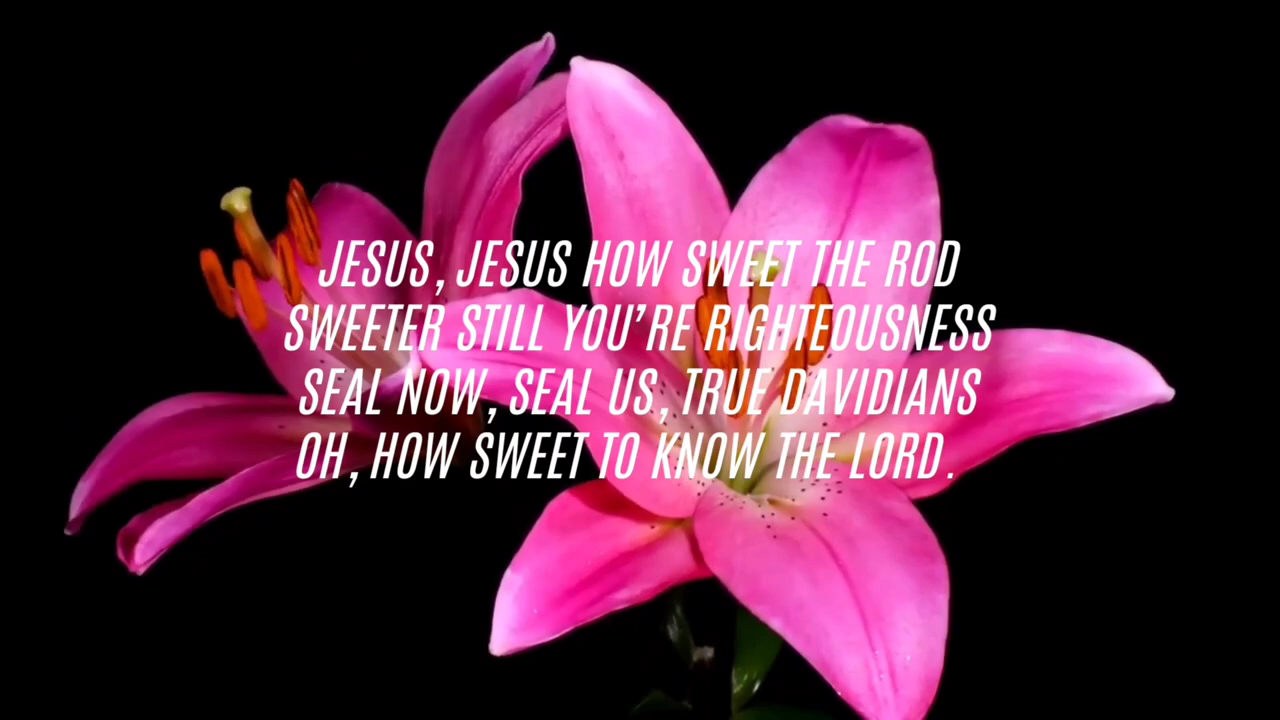 JESUS, JESUS HOW SWEET THE ROD
SWEETER STILL YOU'RE RIGHTEOUSNESS
SEAL NOW, SEAL US, TRUE DAVIDIANS
OH, HOW SWEET TO KNOW THE LORD.